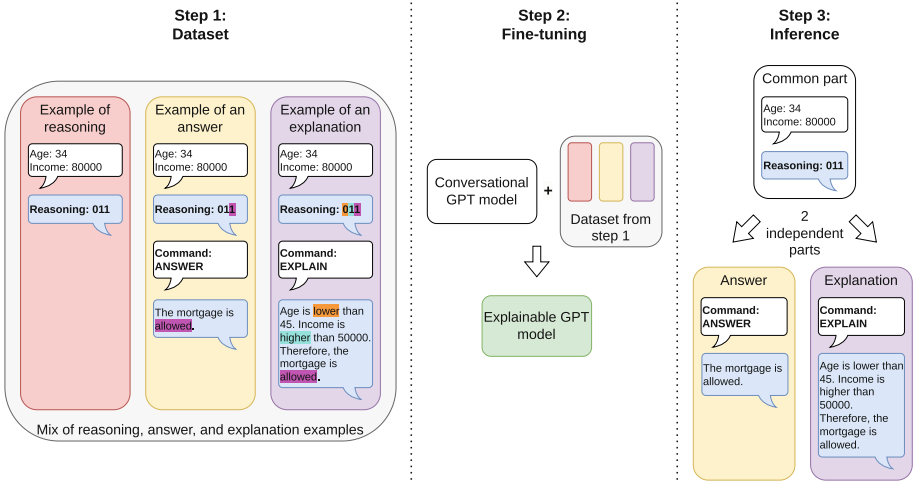 Step 1:
Dataset
Example of
reasoning
Age: 34
Income: 80000
Reasoning: 011
Example of an
answer
Age: 34
Income: 80000
Reasoning: 011
Command:
ANSWER
The mortgage is
allowed.
Example of an
explanation
Age: 34
Income: 80000
Reasoning: 011
Command:
EXPLAIN
Age is lower than
45. Income is
higher than 50000.
Therefore, the
mortgage is
allowed.
Mix of reasoning, answer, and explanation examples
Step 2:
Fine-tuning
Conversational
GPT model
+
Dataset from
step 1
Explainable GPT
model
Step 3:
Inference
Common part
Age: 34
Income: 80000
Reasoning: 011
2
independent
parts
Answer
Command:
ANSWER
The mortgage is
allowed.
Explanation
Command:
EXPLAIN
Age is lower than
45. Income is
higher than
50000.
Therefore, the
mortgage is
allowed.